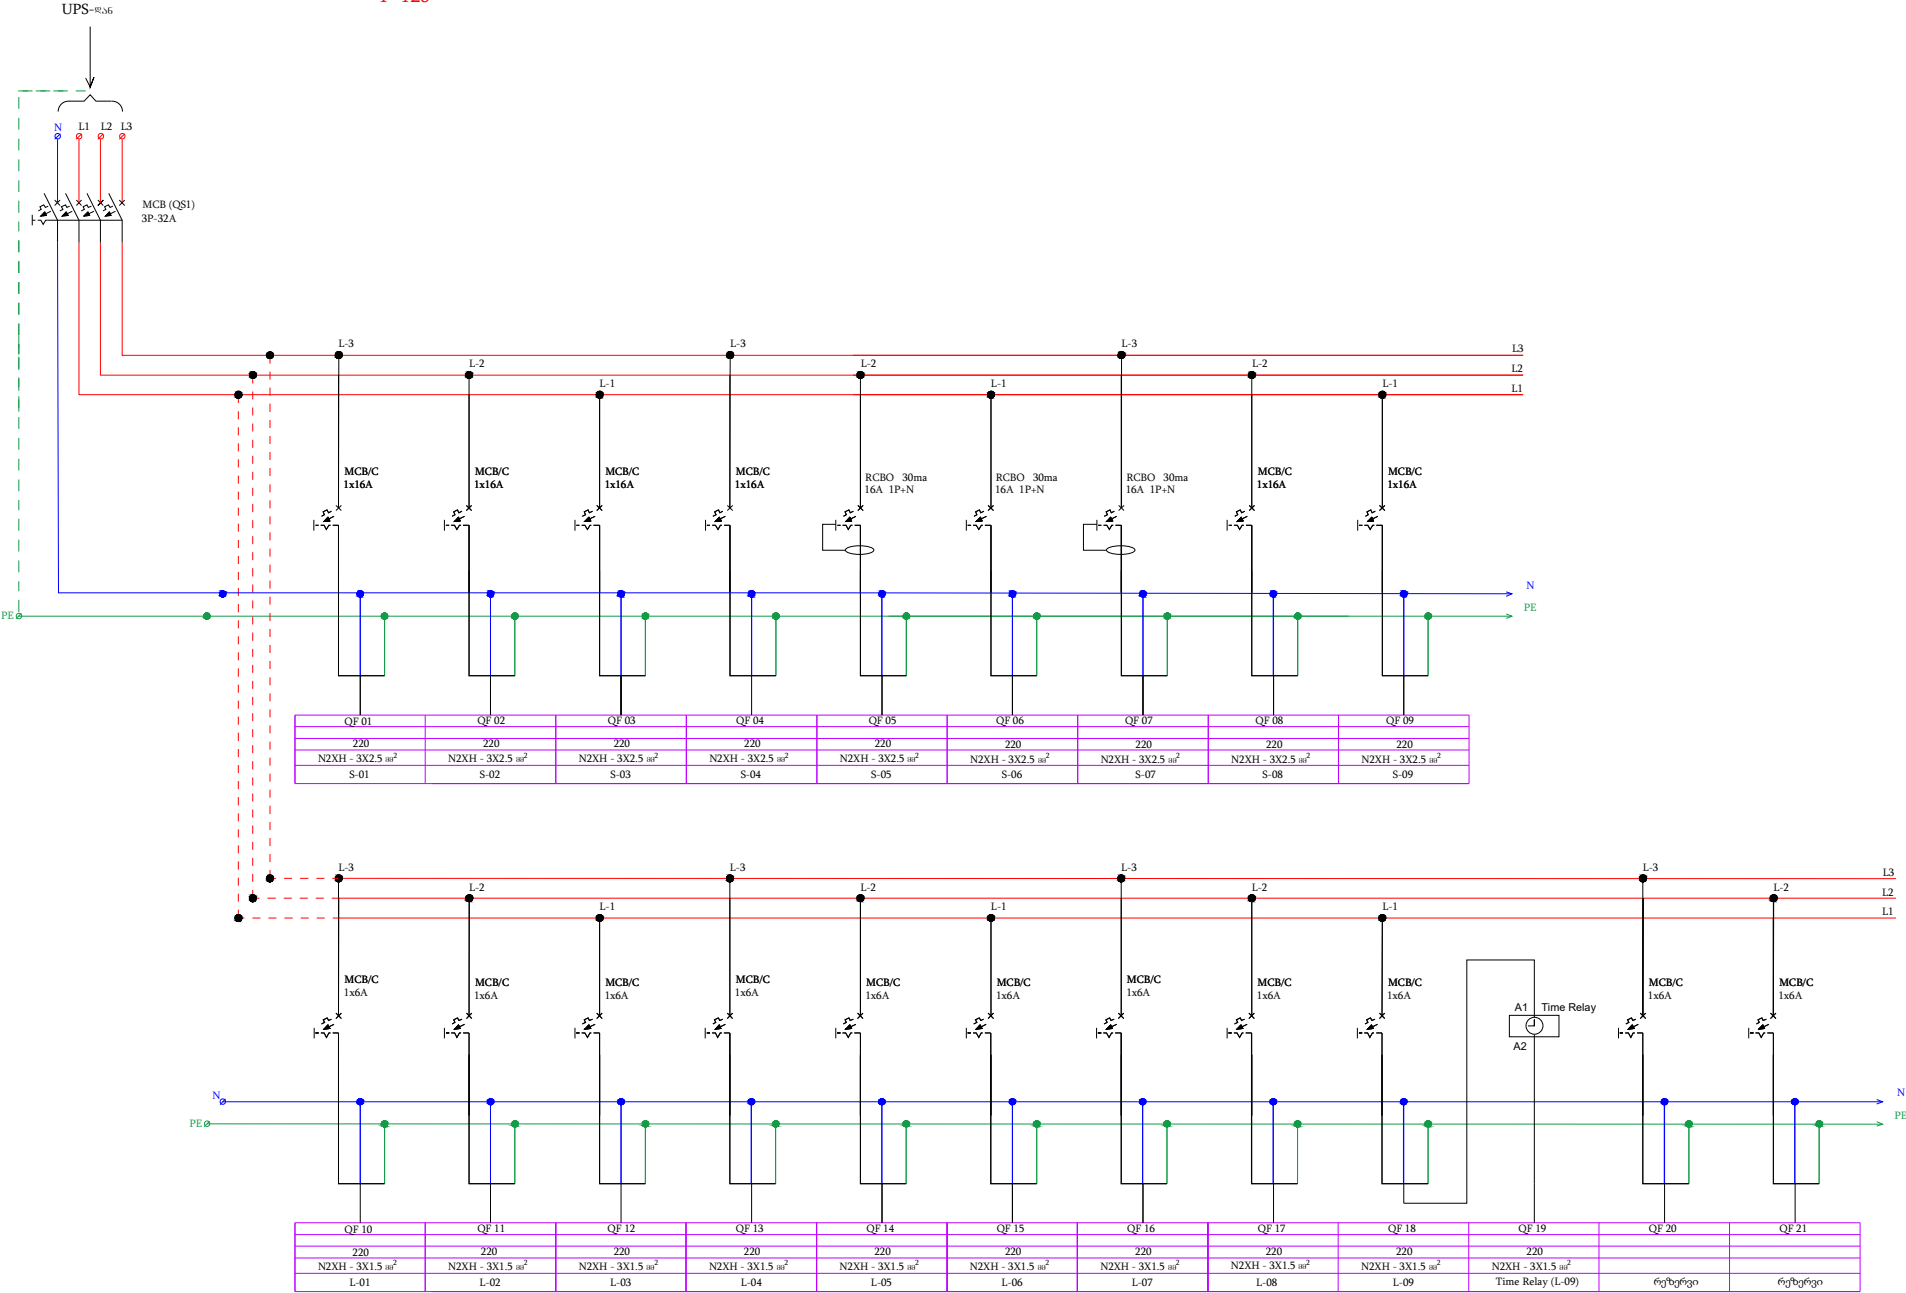 UPS-დან
N L1 L2 L3
MCB (QS1)
3P-32A
L-3 L-3 L-3 L3
L-2 L-2 L-2 L2
L-1 L-1 L-1 L1
MCB/C MCB/C MCB/C MCB/C RCBO 30ma RCBO 30ma RCBO 30ma MCB/C MCB/C
1x16A 1x16A 1x16A 1x16A 16A 1P+N 16A 1P+N 16A 1P+N 1x16A 1x16A
N
PE PE
QF 01 QF 02 QF 03 QF 04 QF 05 QF 06 QF 07 QF 08 QF 09
220 220 220 220 220 220 220 220 220
N2XH - 3X2.5 მმ² N2XH - 3X2.5 მმ² N2XH - 3X2.5 მმ² N2XH - 3X2.5 მმ² N2XH - 3X2.5 მმ² N2XH - 3X2.5 მმ² N2XH - 3X2.5 მმ² N2XH - 3X2.5 მმ² N2XH - 3X2.5 მმ²
S-01 S-02 S-03 S-04 S-05 S-06 S-07 S-08 S-09
L-3 L-3 L-3 L-3 L3
L-2 L-2 L-2 L-2 L2
L-1 L-1 L-1 L1
MCB/C MCB/C MCB/C MCB/C MCB/C MCB/C MCB/C MCB/C MCB/C MCB/C MCB/C
1x6A 1x6A 1x6A 1x6A 1x6A 1x6A 1x6A 1x6A 1x6A 1x6A 1x6A
A1 Time Relay
A2
N N
PE PE
QF 10 QF 11 QF 12 QF 13 QF 14 QF 15 QF 16 QF 17 QF 18 QF 19 QF 20 QF 21
220 220 220 220 220 220 220 220 220 220
N2XH - 3X1.5 მმ² N2XH - 3X1.5 მმ² N2XH - 3X1.5 მმ² N2XH - 3X1.5 მმ² N2XH - 3X1.5 მმ² N2XH - 3X1.5 მმ² N2XH - 3X1.5 მმ² N2XH - 3X1.5 მმ² N2XH - 3X1.5 მმ² N2XH - 3X1.5 მმ²
L-01 L-02 L-03 L-04 L-05 L-06 L-07 L-08 L-09 Time Relay (L-09) რეზერვი რეზერვი